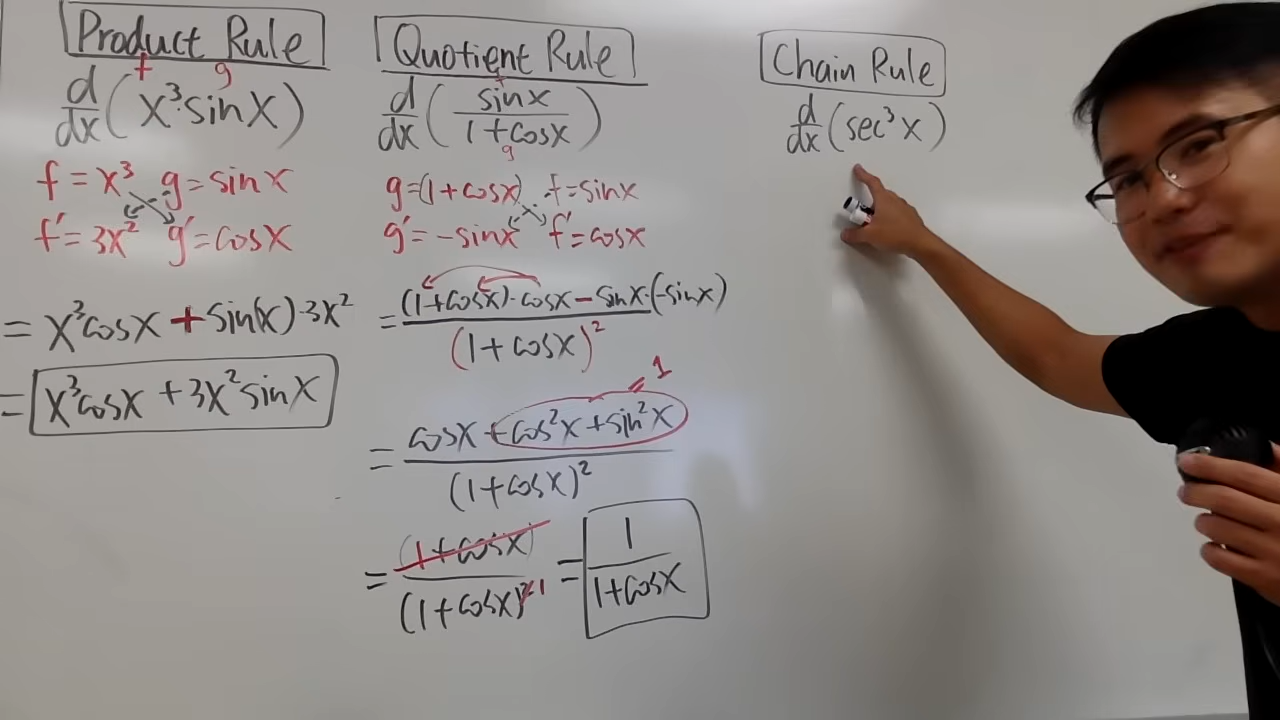 Product Rule
f g
d/dx (x³·sinx)
f = x³ g = sinx
f' = 3x² g' = cosx
= x³cosx + sin(x)·3x²
= x³cosx + 3x²sinx
Quotient Rule
f
d/dx (sinx / 1+cosx)
g
g=(1+cosx) f=sinx
g'=-sinx f'=cosx
= (1+cosx)·cosx - sinx·(-sinx) / (1+cosx)²
= 1
= cosx + cos²x + sin²x / (1+cosx)²
= (1+cosx) / (1+cosx)² 1 = 1 / 1+cosx
Chain Rule
d/dx (sec³x)